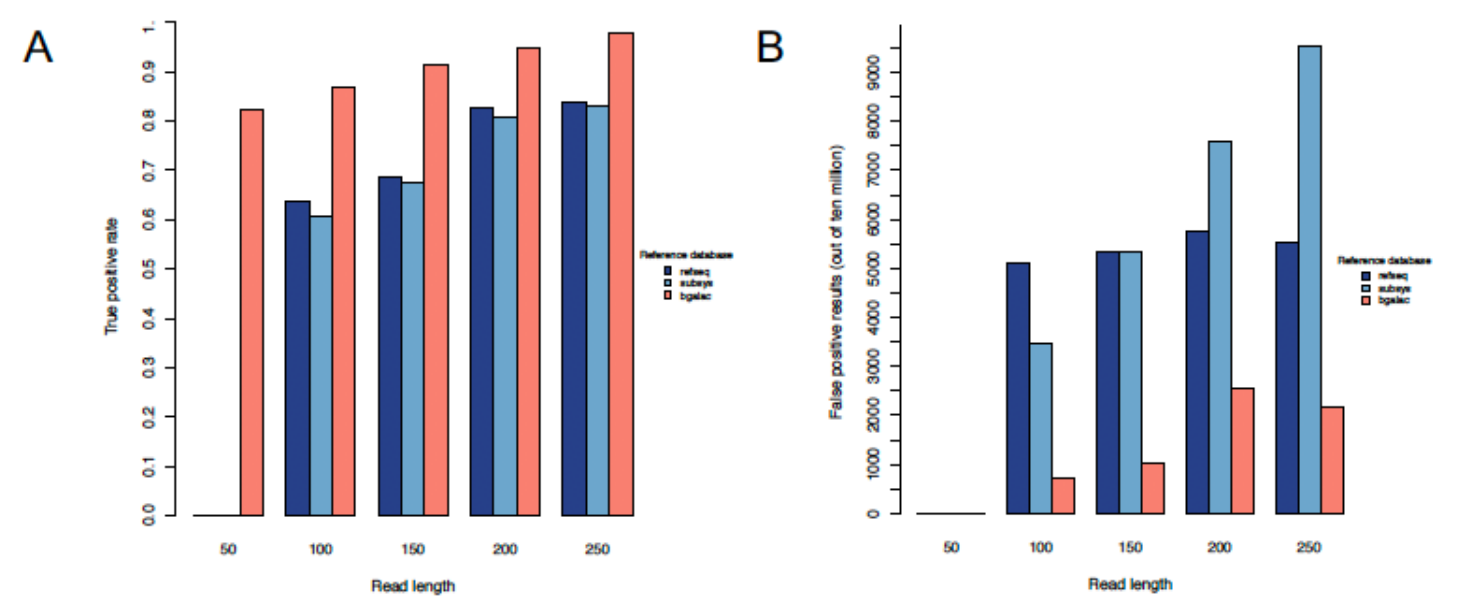 A
True positive rate
1.
0.9
0.8
0.7
0.6
0.5
0.4
0.3
0.2
0.1
0.0
50 100 150 200 250
Read length
Reference database
refseq
subsys
bgalac
B
False positive results (out of ten million)
9000
8000
7000
6000
5000
4000
3000
2000
1000
0
50 100 150 200 250
Read length
Reference database
refseq
subsys
bgalac